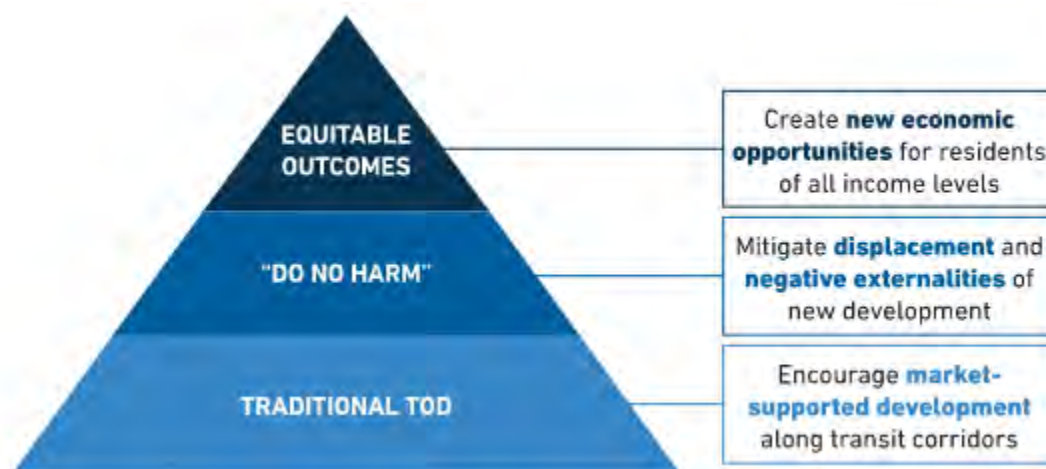 EQUITABLE
OUTCOMES
Create new economic
opportunities for residents
of all income levels
"DO NO HARM"
Mitigate displacement and
negative externalities of
new development
TRADITIONAL TOD
Encourage market-
supported development
along transit corridors